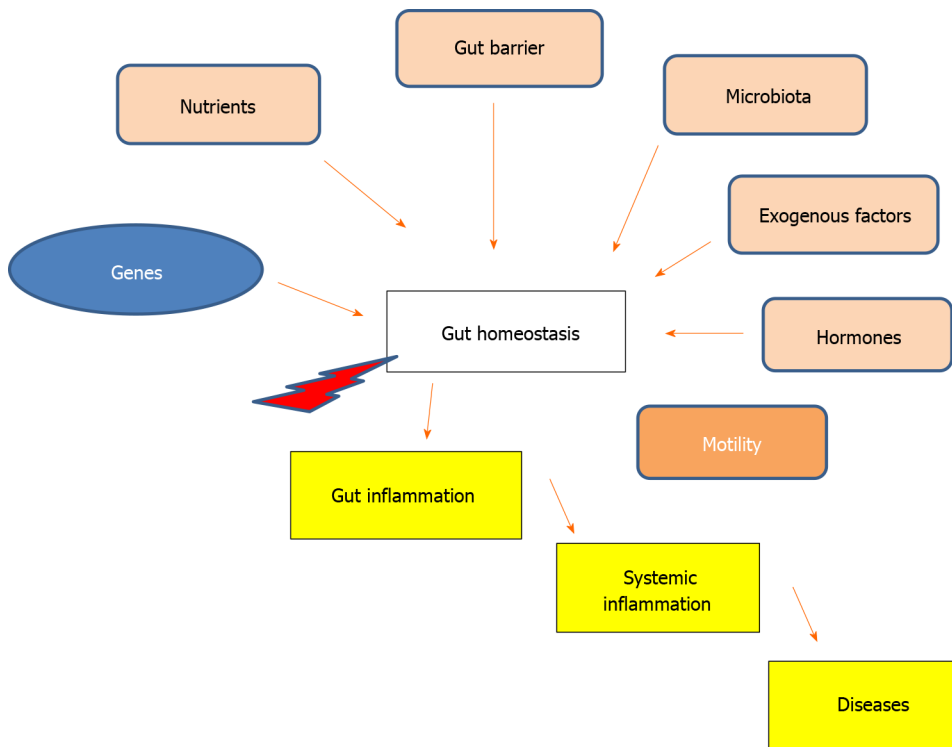 Gut barrier
Nutrients
Microbiota
Exogenous factors
Genes
Gut homeostasis
Hormones
Motility
Gut inflammation
Systemic
inflammation
Diseases